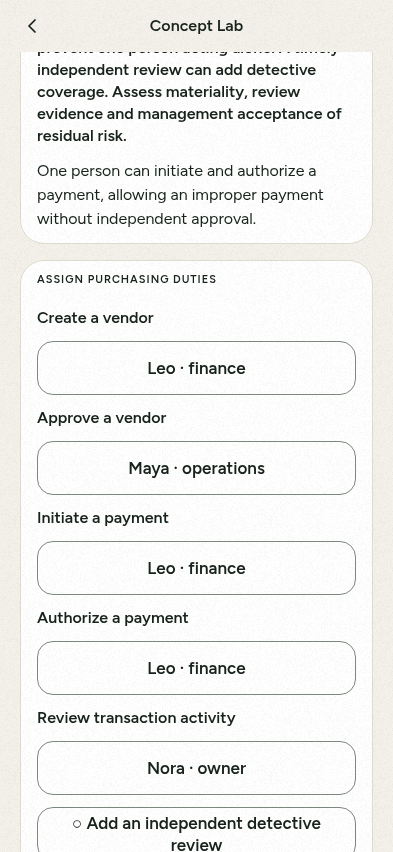 Concept Lab
independent review can add detective
coverage. Assess materiality, review
evidence and management acceptance of
residual risk.
One person can initiate and authorize a
payment, allowing an improper payment
without independent approval.
ASSIGN PURCHASING DUTIES
Create a vendor
Leo · finance
Approve a vendor
Maya · operations
Initiate a payment
Leo · finance
Authorize a payment
Leo · finance
Review transaction activity
Nora · owner
○ Add an independent detective
review